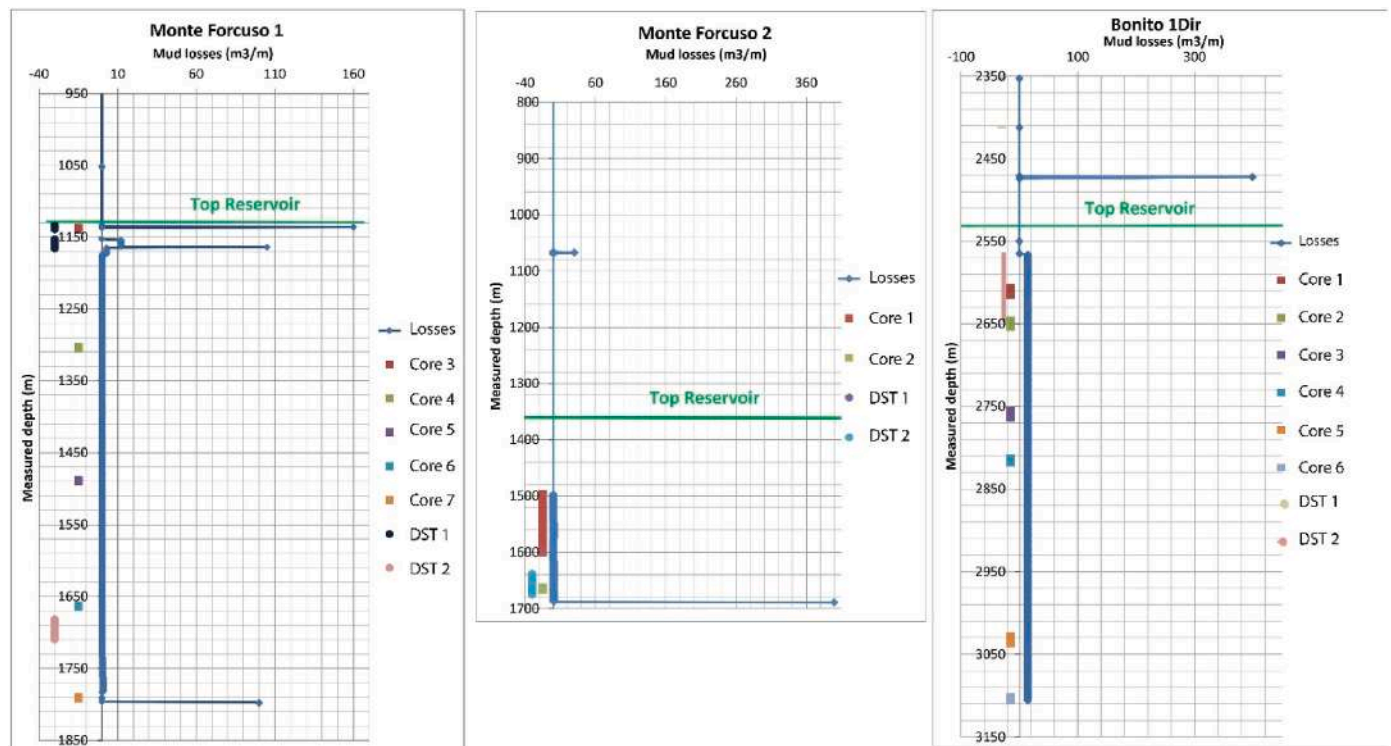 Monte Forcuso 1
Mud losses (m3/m)
-40 10 60 110 160
950
1050
1150
1250
1350
1450
1550
1650
1750
1850
Measured depth (m)
Top Reservoir
Losses
Core 3
Core 4
Core 5
Core 6
Core 7
DST 1
DST 2
Monte Forcuso 2
Mud losses (m3/m)
-40 60 160 260 360
800
900
1000
1100
1200
1300
1400
1500
1600
1700
Measured depth (m)
Top Reservoir
Losses
Core 1
Core 2
DST 1
DST 2
Bonito 1Dir
Mud losses (m3/m)
-100 100 300
2350
2450
2550
2650
2750
2850
2950
3050
3150
Measured depth (m)
Top Reservoir
Losses
Core 1
Core 2
Core 3
Core 4
Core 5
Core 6
DST 1
DST 2